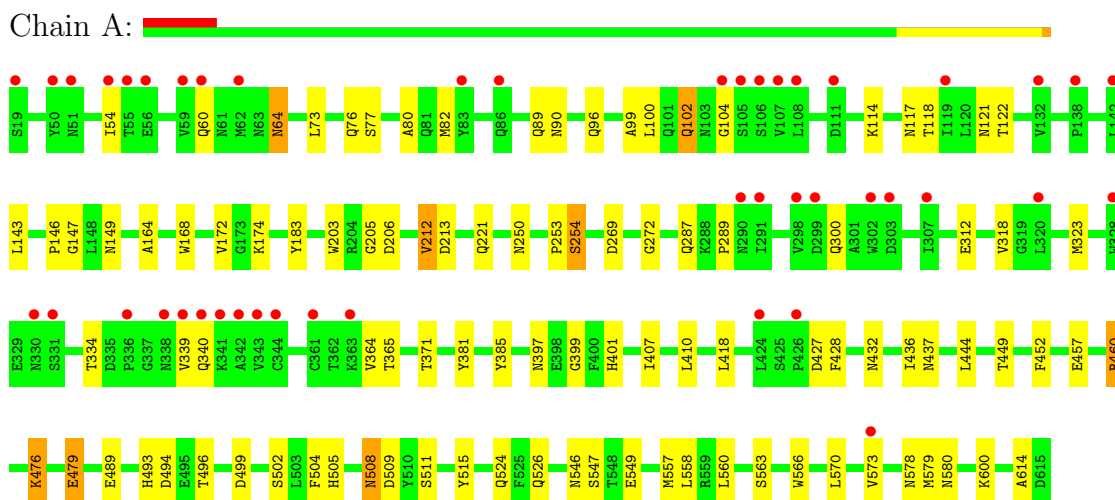 Chain A:
S19 Y50 N51 I54 T55 E56 V59 Q60 N61 M62 N63 N64 L73 Q76 S77 A80 Q81 M82 Y83 Q86 Q89 N90 Q96 A99 L100 Q101 Q102 N103 G104 S105 S106 V107 L108 D111 K114 N117 T118 I119 L120 N121 T122 V132 P138 L142
L143 P146 G147 L148 N149 A164 W168 V172 G173 K174 Y183 W203 R204 G205 D206 V212 D213 Q221 N250 P253 S254 D269 G272 Q287 K288 P289 N290 I291 V298 D299 Q300 A301 W302 D303 I307 E312 V318 G319 L320 M323 W328
E329 N330 S331 T334 D335 P336 G337 N338 V339 Q340 K341 A342 V343 C344 C361 T362 K363 V364 T365 T371 Y381 Y385 N397 E398 G399 F400 H401 I407 L410 L418 L424 S425 P426 D427 F428 N432 I436 N437 L444 T449 F452 E457 R460
K476 E479 E489 H493 D494 E495 T496 D499 S502 L503 F504 H505 N508 D509 Y510 S511 Y515 Q524 F525 Q526 N546 S547 T548 E549 M557 L558 R559 L560 S563 W566 L570 V573 N578 M579 N580 K600 A614 D615